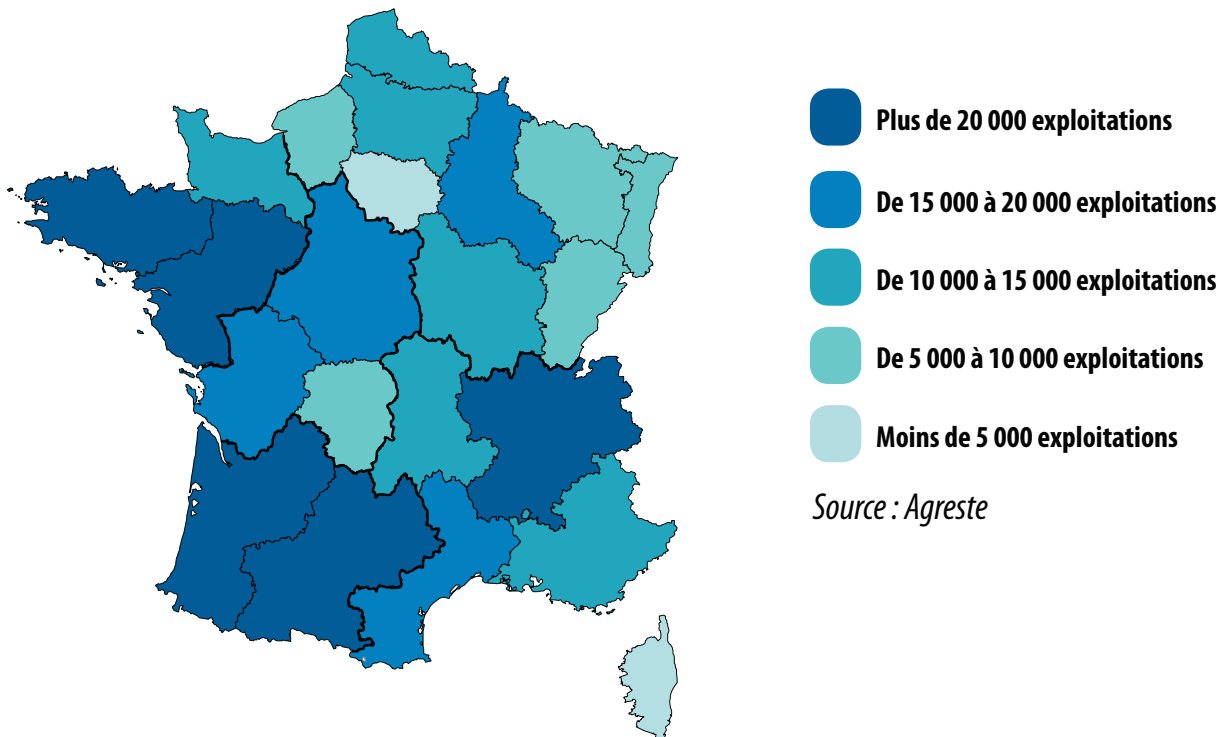 Plus de 20 000 exploitations
De 15 000 à 20 000 exploitations
De 10 000 à 15 000 exploitations
De 5 000 à 10 000 exploitations
Moins de 5 000 exploitations
Source : Agreste